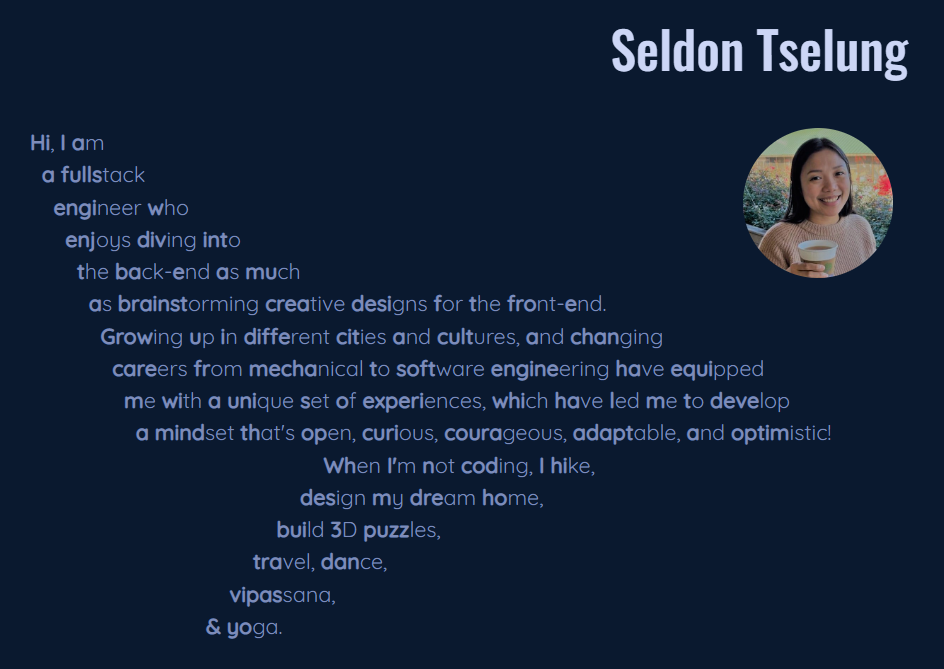 Seldon Tselung
Hi, I am
a fullstack
engineer who
enjoys diving into
the back-end as much
as brainstorming creative designs for the front-end.
Growing up in different cities and cultures, and changing
careers from mechanical to software engineering have equipped
me with a unique set of experiences, which have led me to develop
a mindset that's open, curious, courageous, adaptable, and optimistic!
When I'm not coding, I hike,
design my dream home,
build 3D puzzles,
travel, dance,
vipassana,
& yoga.